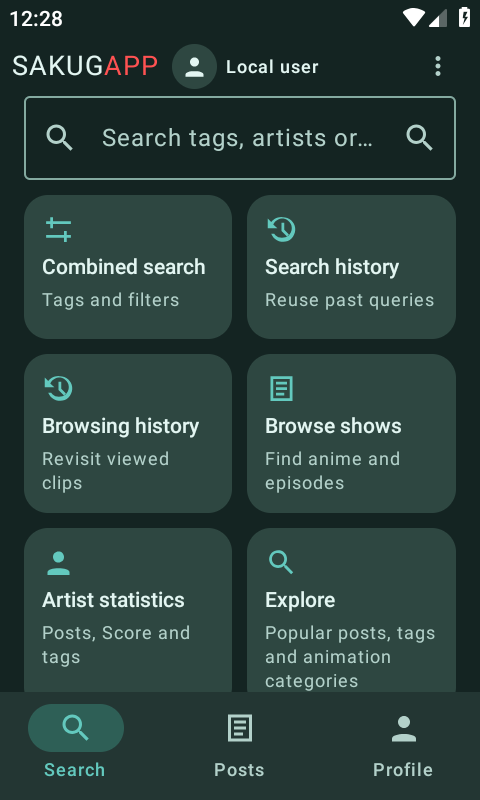 12:28
SAKUGAPP
Local user
Search tags, artists or...
Combined search
Tags and filters
Search history
Reuse past queries
Browsing history
Revisit viewed
clips
Browse shows
Find anime and
episodes
Artist statistics
Posts, Score and
tags
Explore
Popular posts, tags
and animation
categories
Search
Posts
Profile